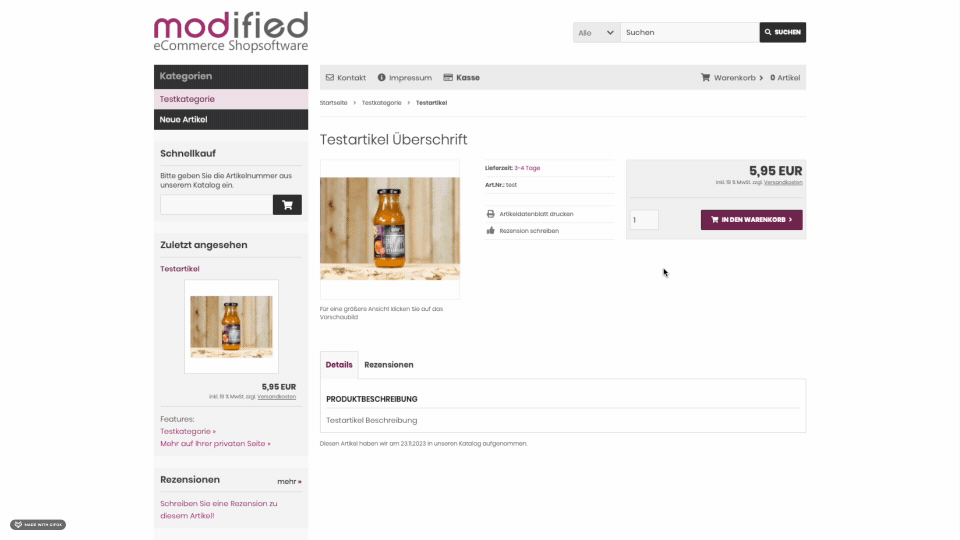 modified
eCommerce Shopsoftware
Alle
Suchen
SUCHEN
Kategorien
Testkategorie
Neue Artikel
Kontakt
Impressum
Kasse
Warenkorb
0 Artikel
Startseite > Testkategorie > Testartikel
Testartikel Überschrift
Lieferzeit: 3-4 Tage
Art.Nr.: test
Artikeldatenblatt drucken
Rezension schreiben
5,95 EUR
inkl. 19 % MwSt. zzgl. Versandkosten
1
IN DEN WARENKORB
Für eine größere Ansicht klicken Sie auf das
Vorschaubild
Schnellkauf
Bitte geben Sie die Artikelnummer aus
unserem Katalog ein.
Zuletzt angesehen
Testartikel
5,95 EUR
inkl. 19 % MwSt. zzgl. Versandkosten
Features:
Testkategorie »
Mehr auf Ihrer privaten Seite »
Rezensionen
mehr »
Schreiben Sie eine Rezension zu
diesem Artikel!
Details
Rezensionen
PRODUKTBESCHREIBUNG
Testartikel Beschreibung
Diesen Artikel haben wir am 23.11.2023 in unseren Katalog aufgenommen.
MADE WITH GIFOX